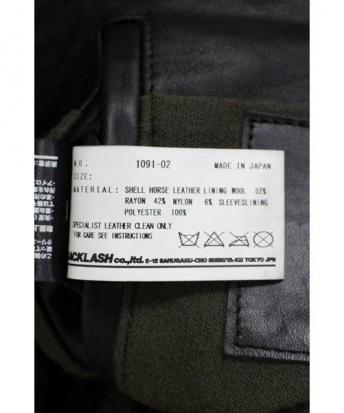 NO. 1091-02 MADE IN JAPAN
SIZE:
MATERIAL: SHELL HORSE LEATHER LINING WOOL 52%
RAYON 42% NYLON 6% SLEEVESLINING
POLYESTER 100%
SPECIALIST LEATHER CLEAN ONLY
FOR CARE SEE INSTRUCTIONS
ACKLASH co.,ltd. 2-12 SARUGAKU-CHO SHIBUYA-KU TOKYO JPN